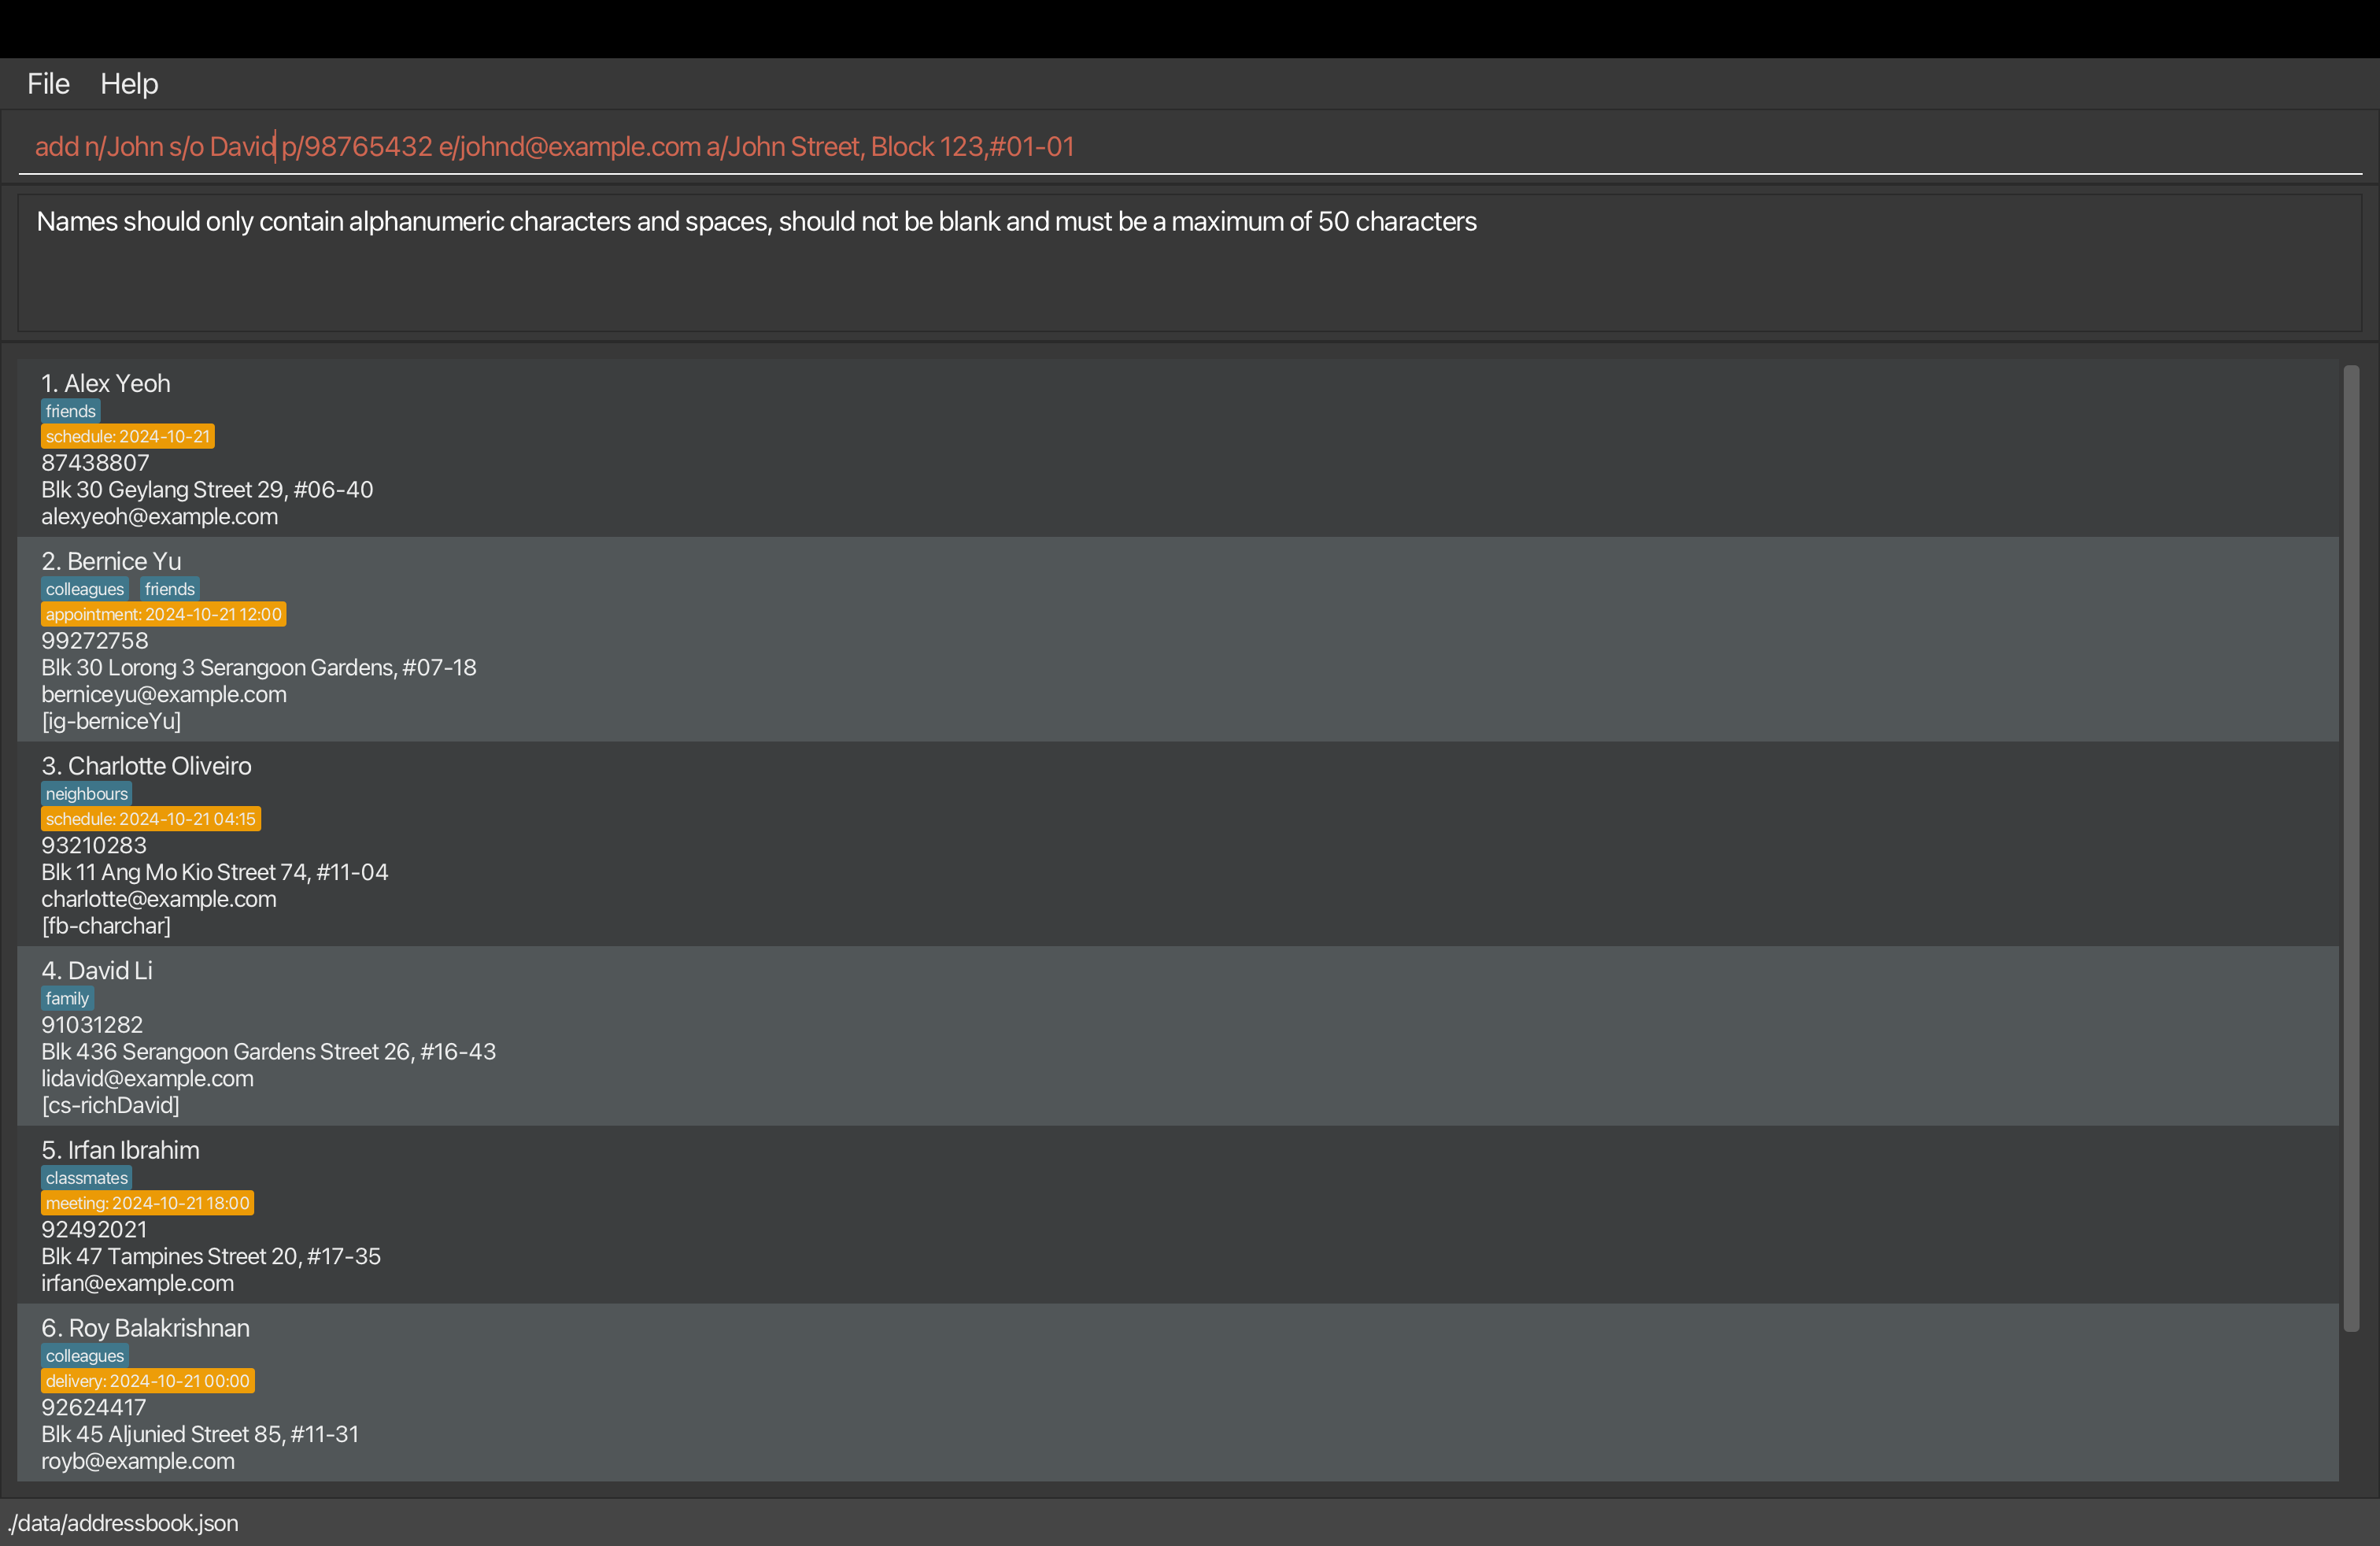 File Help
add n/John s/o David p/98765432 e/johnd@example.com a/John Street, Block 123,#01-01
Names should only contain alphanumeric characters and spaces, should not be blank and must be a maximum of 50 characters
1. Alex Yeoh
friends
schedule: 2024-10-21
87438807
Blk 30 Geylang Street 29, #06-40
alexyeoh@example.com
2. Bernice Yu
colleagues friends
appointment: 2024-10-21 12:00
99272758
Blk 30 Lorong 3 Serangoon Gardens, #07-18
berniceyu@example.com
[ig-berniceYu]
3. Charlotte Oliveiro
neighbours
schedule: 2024-10-21 04:15
93210283
Blk 11 Ang Mo Kio Street 74, #11-04
charlotte@example.com
[fb-charchar]
4. David Li
family
91031282
Blk 436 Serangoon Gardens Street 26, #16-43
lidavid@example.com
[cs-richDavid]
5. Irfan Ibrahim
classmates
meeting: 2024-10-21 18:00
92492021
Blk 47 Tampines Street 20, #17-35
irfan@example.com
6. Roy Balakrishnan
colleagues
delivery: 2024-10-21 00:00
92624417
Blk 45 Aljunied Street 85, #11-31
royb@example.com
./data/addressbook.json